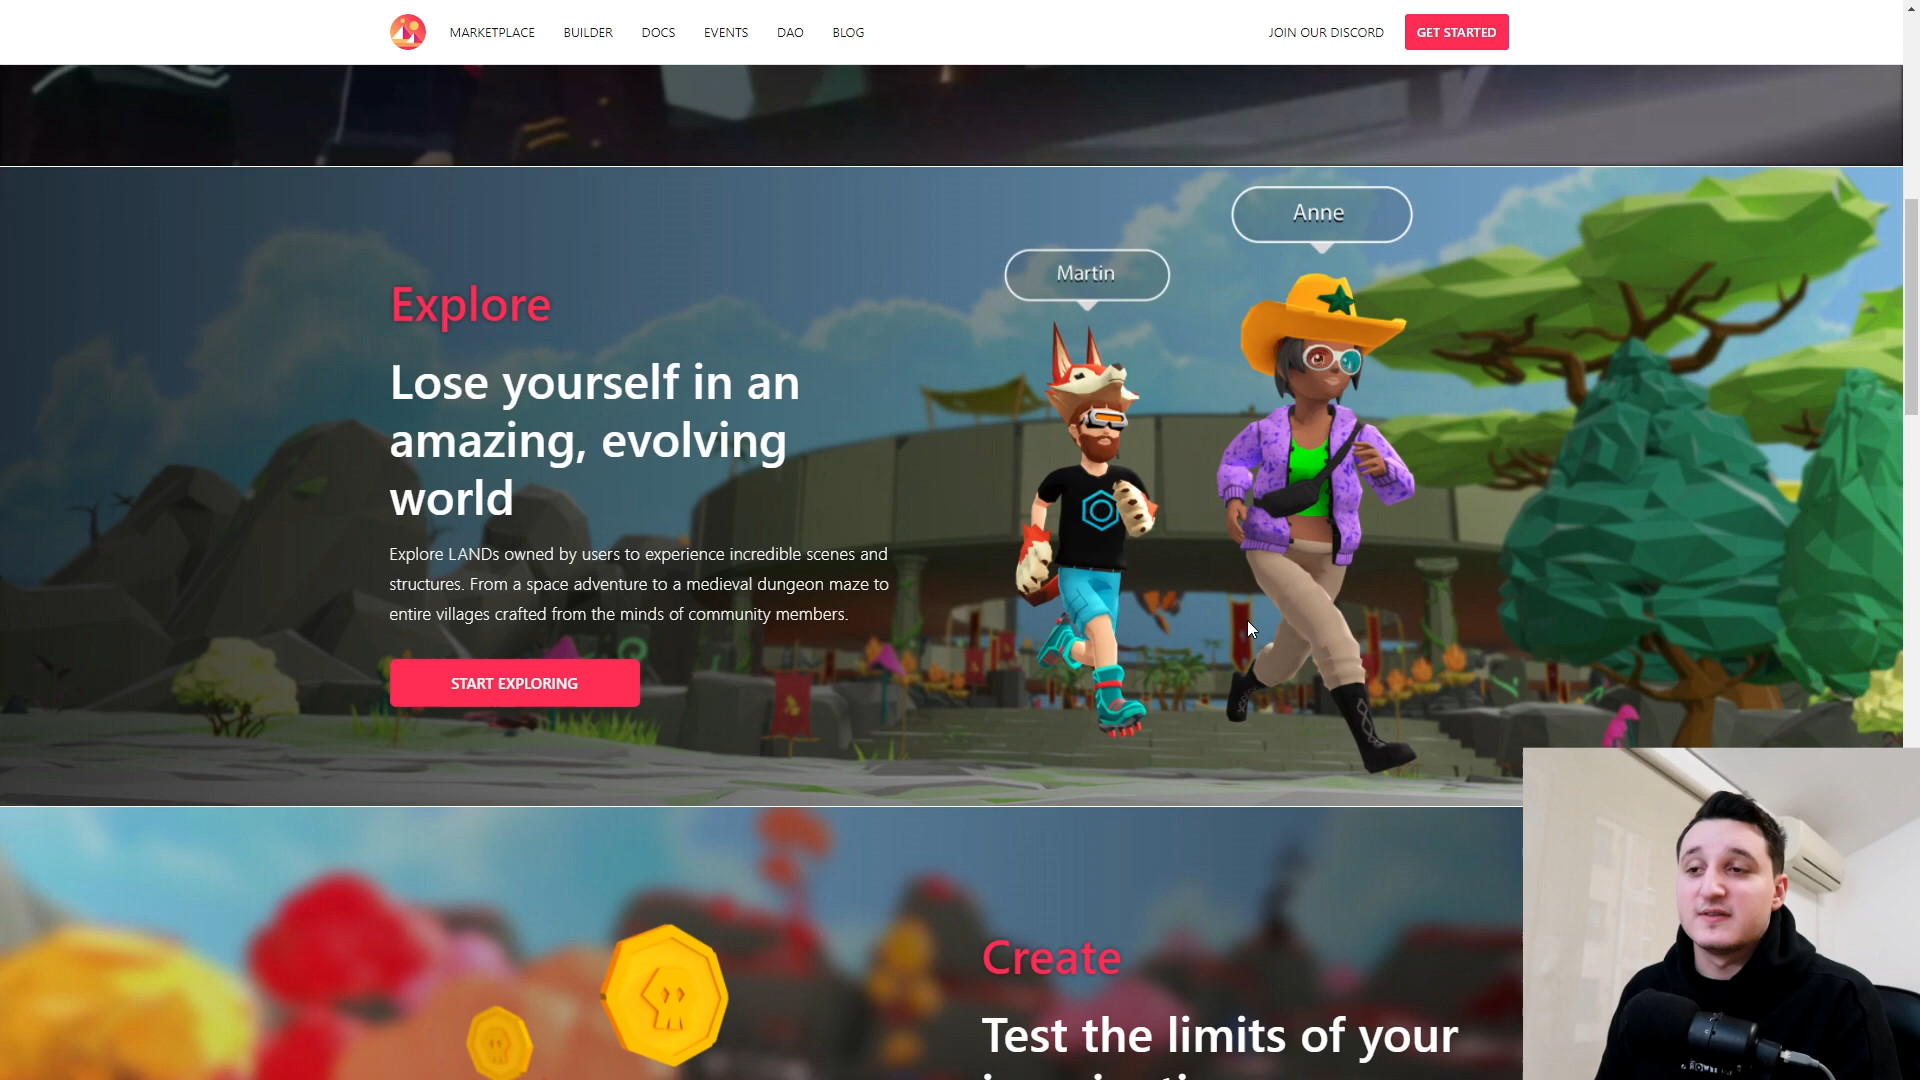 MARKETPLACE BUILDER DOCS EVENTS DAO BLOG JOIN OUR DISCORD GET STARTED
Anne
Martin
Explore
Lose yourself in an
amazing, evolving
world
Explore LANDs owned by users to experience incredible scenes and
structures. From a space adventure to a medieval dungeon maze to
entire villages crafted from the minds of community members.
START EXPLORING
Create
Test the limits of your